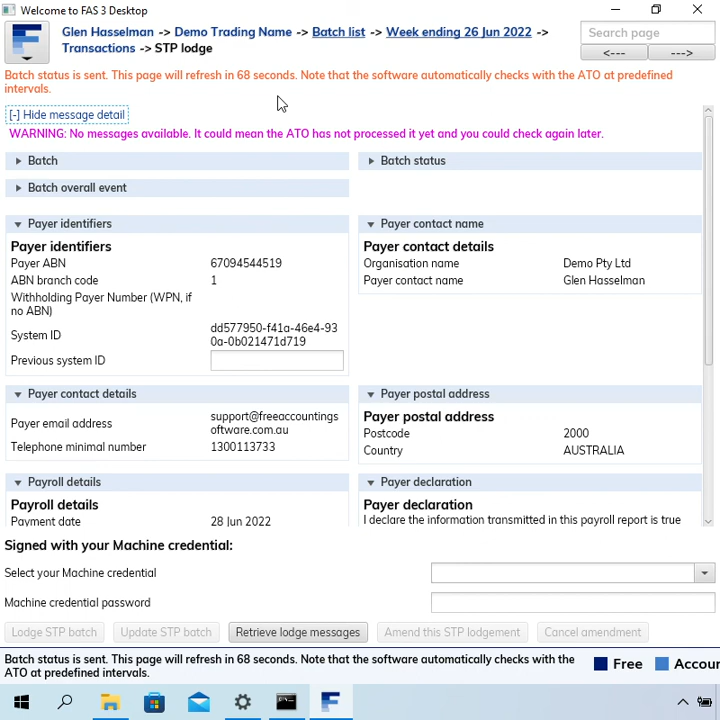 Welcome to FAS 3 Desktop
Glen Hasselman -> Demo Trading Name -> Batch list -> Week ending 26 Jun 2022 ->
Transactions -> STP lodge
Search page
<---
--->
Batch status is sent. This page will refresh in 68 seconds. Note that the software automatically checks with the ATO at predefined
intervals.
[-] Hide message detail
WARNING: No messages available. It could mean the ATO has not processed it yet and you could check again later.
Batch
Batch status
Batch overall event
Payer identifiers
Payer identifiers
Payer ABN 67094544519
ABN branch code 1
Withholding Payer Number (WPN, if
no ABN)
System ID dd577950-f41a-46e4-93
0a-0b021471d719
Previous system ID
Payer contact name
Payer contact details
Organisation name Demo Pty Ltd
Payer contact name Glen Hasselman
Payer contact details
Payer email address support@freeaccountings
oftware.com.au
Telephone minimal number 1300113733
Payer postal address
Payer postal address
Postcode 2000
Country AUSTRALIA
Payroll details
Payroll details
Payment date 28 Jun 2022
Payer declaration
Payer declaration
I declare the information transmitted in this payroll report is true
Signed with your Machine credential:
Select your Machine credential
Machine credential password
Lodge STP batch
Update STP batch
Retrieve lodge messages
Amend this STP lodgement
Cancel amendment
Batch status is sent. This page will refresh in 68 seconds. Note that the software automatically checks with the
ATO at predefined intervals.
Free
Accour